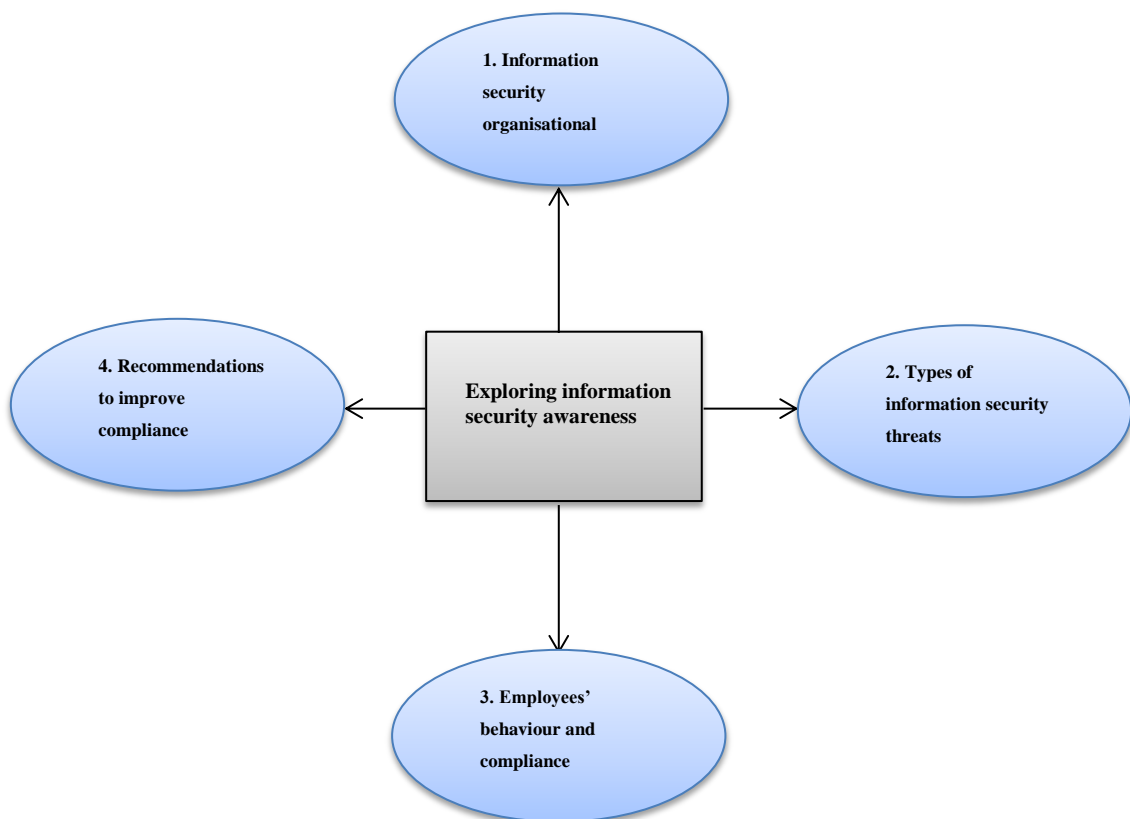 1. Information
security
organisational
4. Recommendations
to improve
compliance
Exploring information
security awareness
2. Types of
information security
threats
3. Employees’
behaviour and
compliance